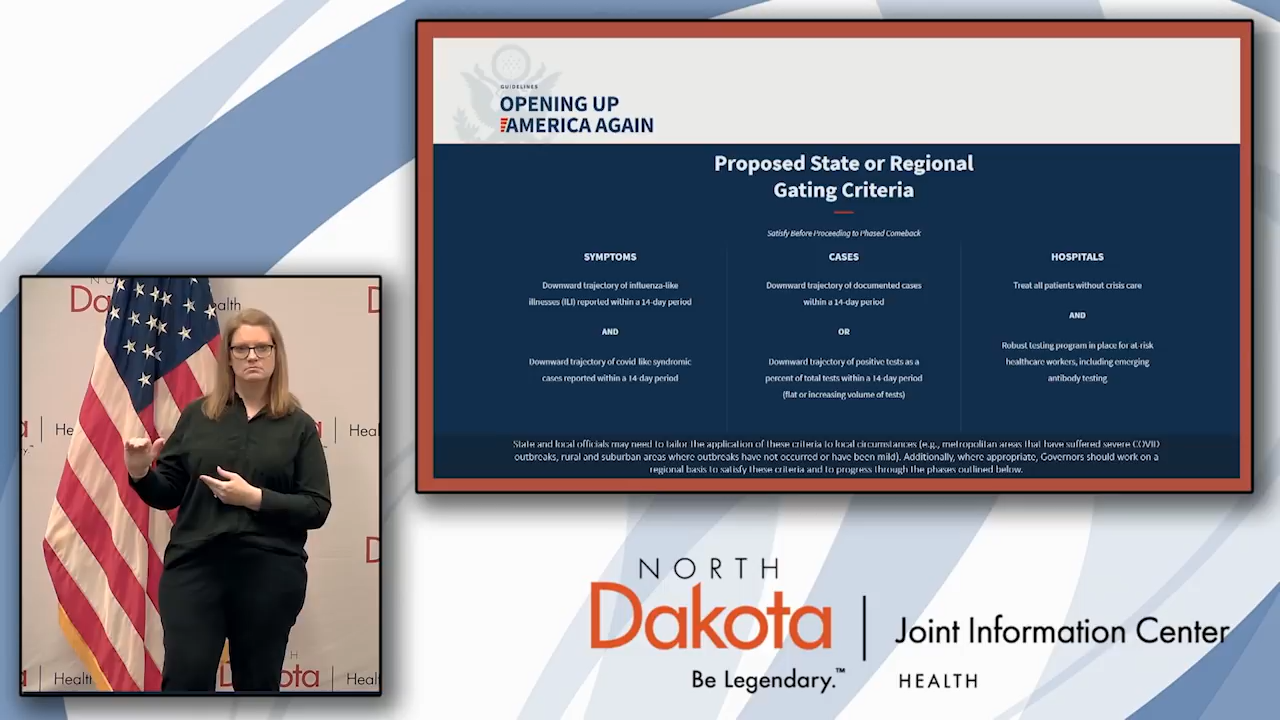 GUIDELINES
OPENING UP
AMERICA AGAIN
Proposed State or Regional
Gating Criteria
Satisfy Before Proceeding to Phased Comeback
SYMPTOMS
Downward trajectory of influenza-like
illnesses (ILI) reported within a 14-day period
AND
Downward trajectory of covid-like syndromic
cases reported within a 14-day period
CASES
Downward trajectory of documented cases
within a 14-day period
OR
Downward trajectory of positive tests as a
percent of total tests within a 14-day period
(flat or increasing volume of tests)
HOSPITALS
Treat all patients without crisis care
AND
Robust testing program in place for at-risk
healthcare workers, including emerging
antibody testing
State and local officials may need to tailor the application of these criteria to local circumstances (e.g., metropolitan areas that have suffered severe COVID
outbreaks, rural and suburban areas where outbreaks have not occurred or have been mild). Additionally, where appropriate, Governors should work on a
regional basis to satisfy these criteria and to progress through the phases outlined below.
NORTH
Dakota
Be Legendary.™
Joint Information Center
HEALTH